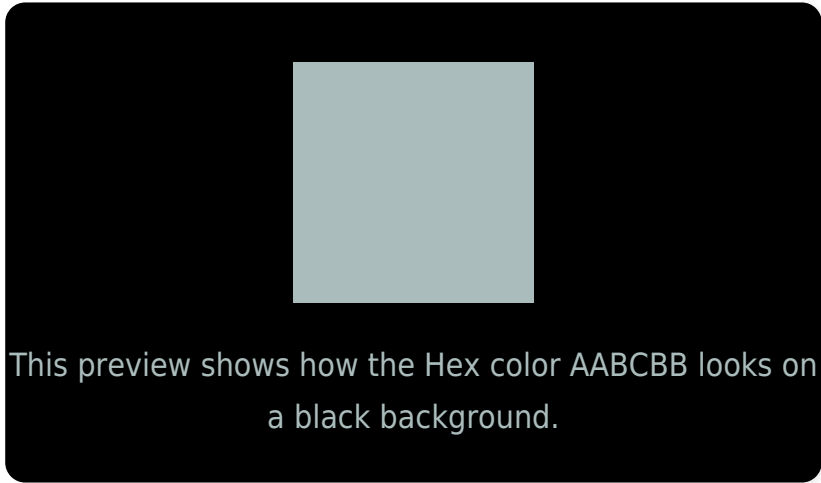 This preview shows how the Hex color AABCBB looks on
a black background.